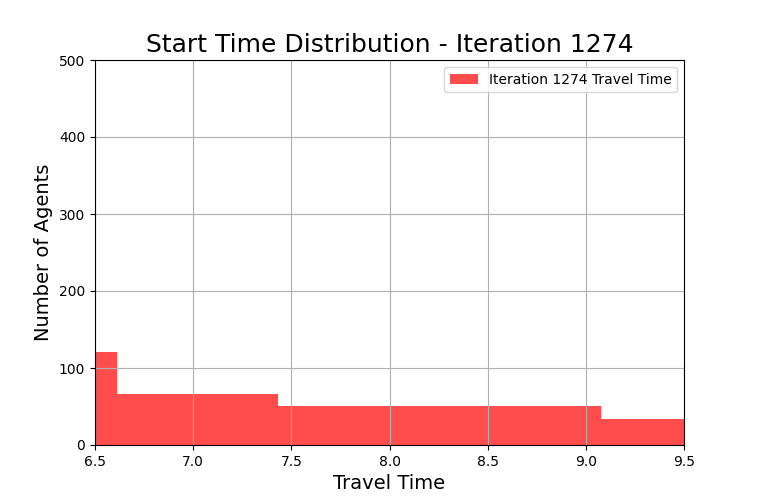 Start Time Distribution - Iteration 1274
Iteration 1274 Travel Time
Number of Agents
500
400
300
200
100
0
6.5 7.0 7.5 8.0 8.5 9.0 9.5
Travel Time